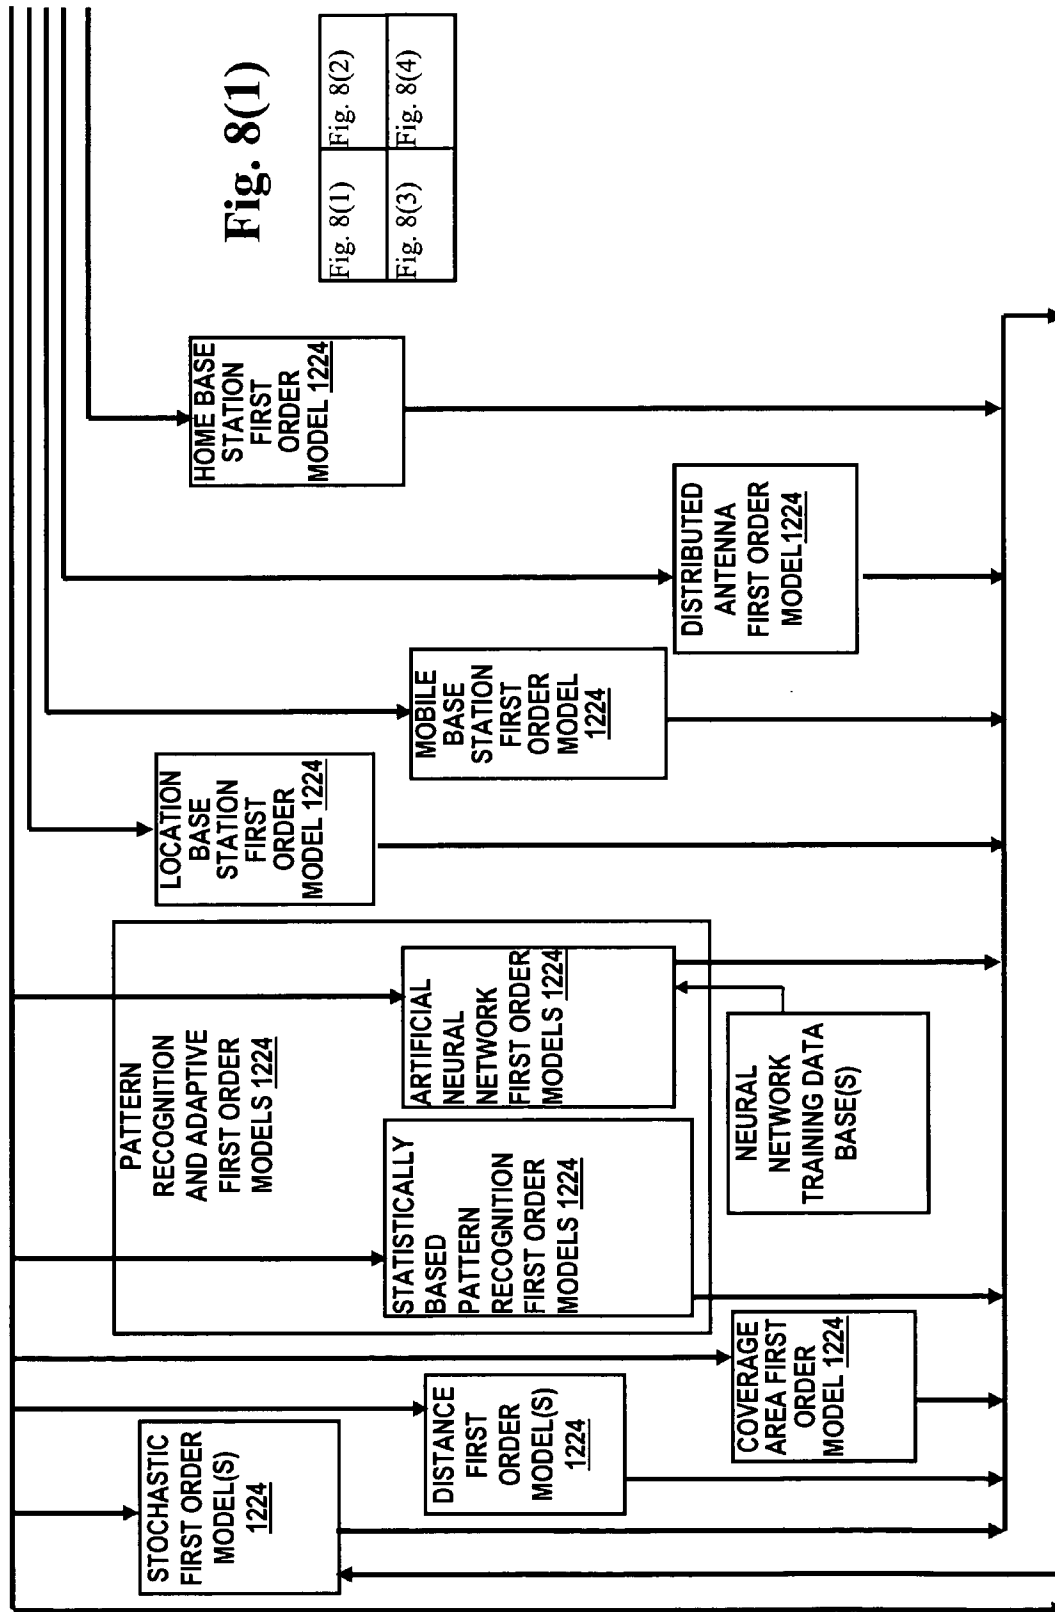 Fig. 8(1)
Fig. 8(1)
Fig. 8(2)
Fig. 8(3)
Fig. 8(4)
STOCHASTIC
FIRST ORDER
MODEL(S)
1224
DISTANCE
FIRST
ORDER
MODEL(S)
1224
COVERAGE
AREA FIRST
ORDER
MODEL 1224
PATTERN
RECOGNITION
AND ADAPTIVE
FIRST ORDER
MODELS 1224
STATISTICALLY
BASED
PATTERN
RECOGNITION
FIRST ORDER
MODELS 1224
ARTIFICIAL
NEURAL
NETWORK
FIRST ORDER
MODELS 1224
NEURAL
NETWORK
TRAINING DATA
BASE(S)
LOCATION
BASE
STATION
FIRST
ORDER
MODEL 1224
MOBILE
BASE
STATION
FIRST
ORDER
MODEL
1224
DISTRIBUTED
ANTENNA
FIRST ORDER
MODEL1224
HOME BASE
STATION
FIRST
ORDER
MODEL 1224